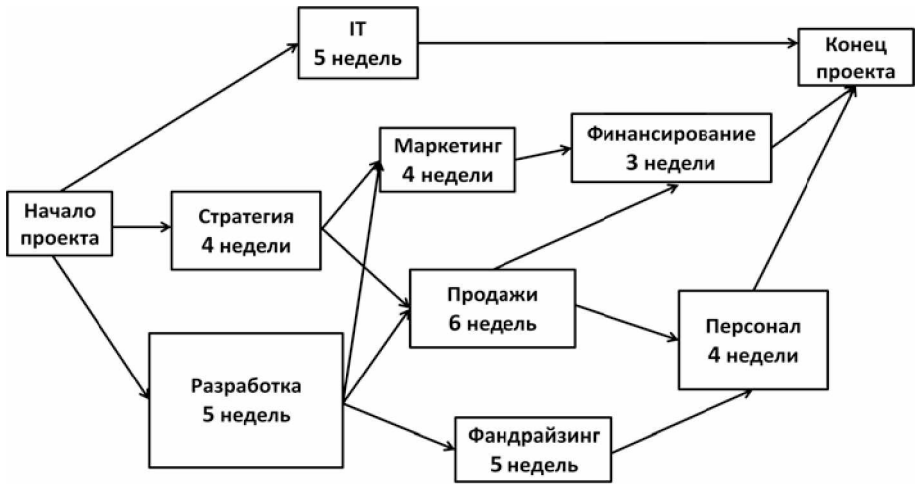 IT
5 недель
Конец
проекта
Маркетинг
4 недели
Финансирование
3 недели
Начало
проекта
Стратегия
4 недели
Продажи
6 недель
Персонал
4 недели
Разработка
5 недель
Фандрайзинг
5 недель